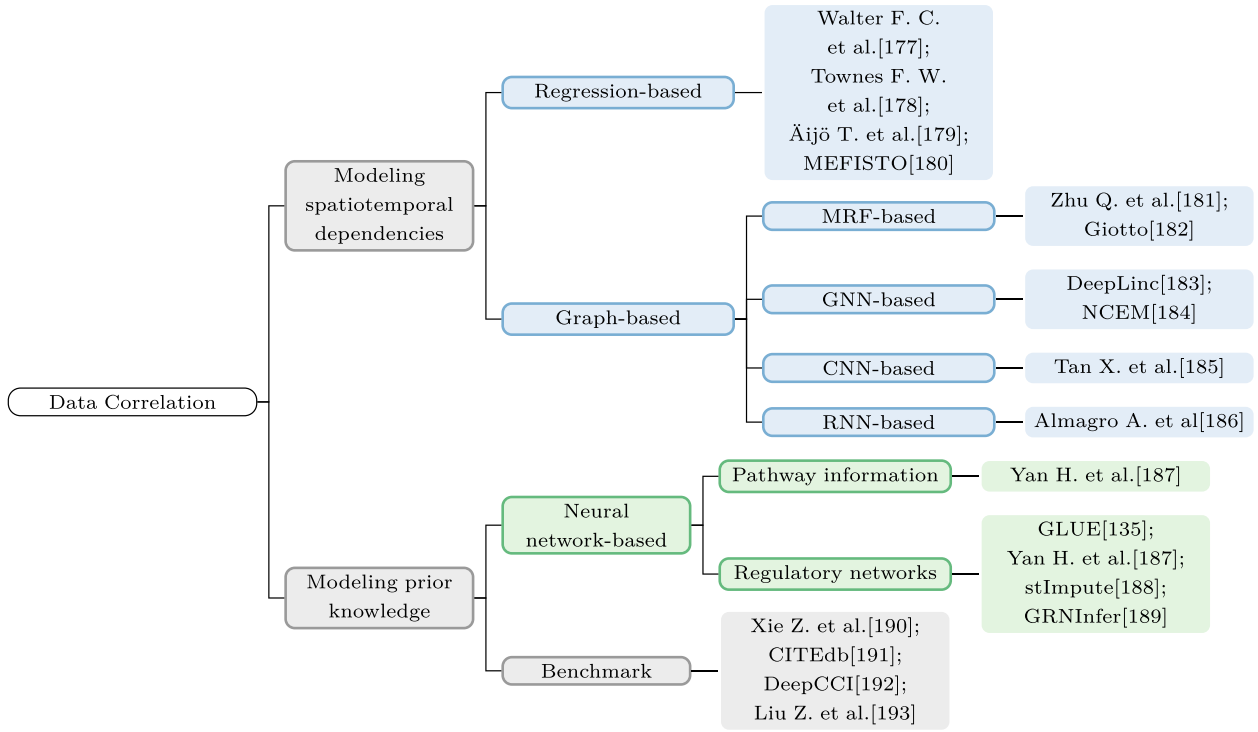 Data Correlation
Modeling
spatiotemporal
dependencies
Regression-based
Walter F. C.
et al.[177];
Townes F. W.
et al.[178];
Äijö T. et al.[179];
MEFISTO[180]
Graph-based
MRF-based
Zhu Q. et al.[181];
Giotto[182]
GNN-based
DeepLinc[183];
NCEM[184]
CNN-based
Tan X. et al.[185]
RNN-based
Almagro A. et al[186]
Modeling prior
knowledge
Neural
network-based
Pathway information
Yan H. et al.[187]
Regulatory networks
GLUE[135];
Yan H. et al.[187];
stImpute[188];
GRNInfer[189]
Benchmark
Xie Z. et al.[190];
CITEdb[191];
DeepCCI[192];
Liu Z. et al.[193]